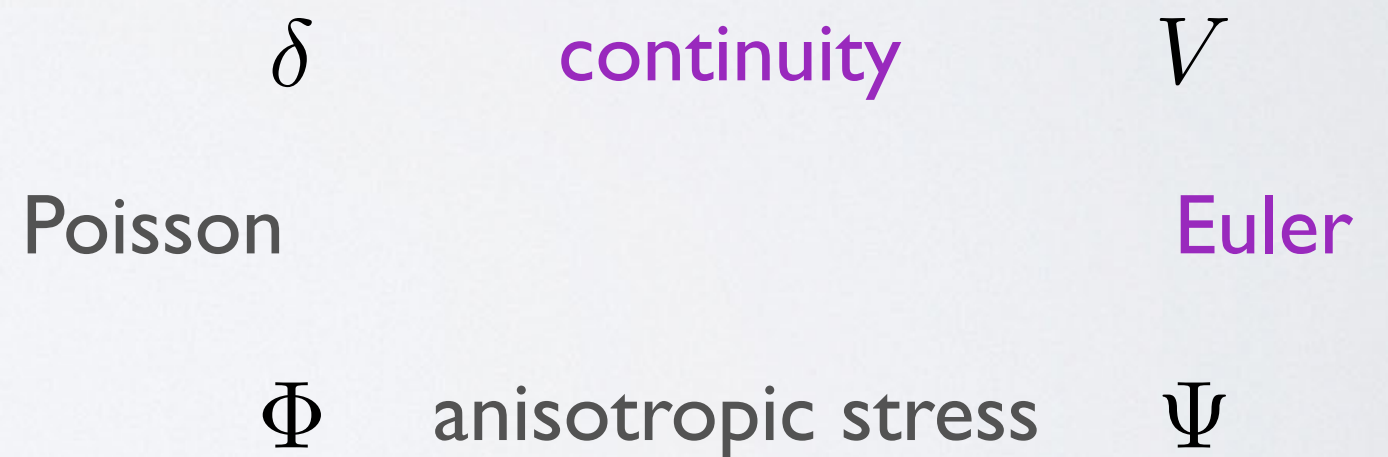 δ continuity V
Poisson Euler
Φ anisotropic stress Ψ